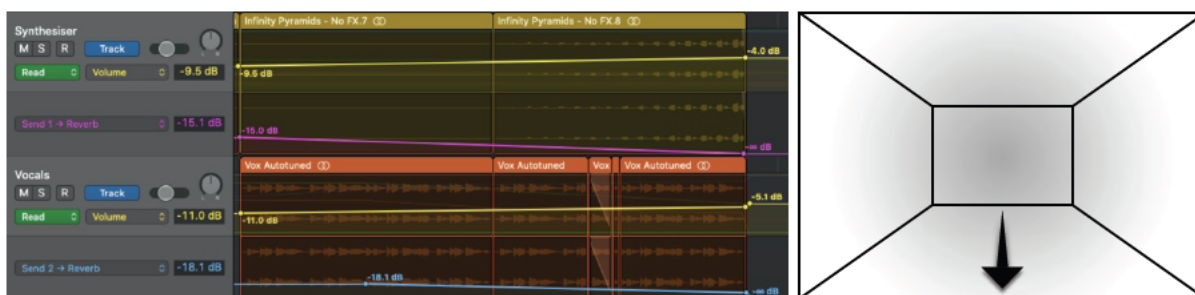 Synthesiser
M S R Track
Read Volume -9.5 dB
Send 1 → Reverb -15.1 dB
Infinity Pyramids - No FX.7
Infinity Pyramids - No FX.8
-9.5 dB
-4.0 dB
-15.0 dB
-∞ dB
Vocals
M S R Track
Read Volume -11.0 dB
Send 2 → Reverb -18.1 dB
Vox Autotuned
Vox Autotuned
Vox
Vox Autotuned
-11.0 dB
-5.1 dB
-18.1 dB
-∞ dB